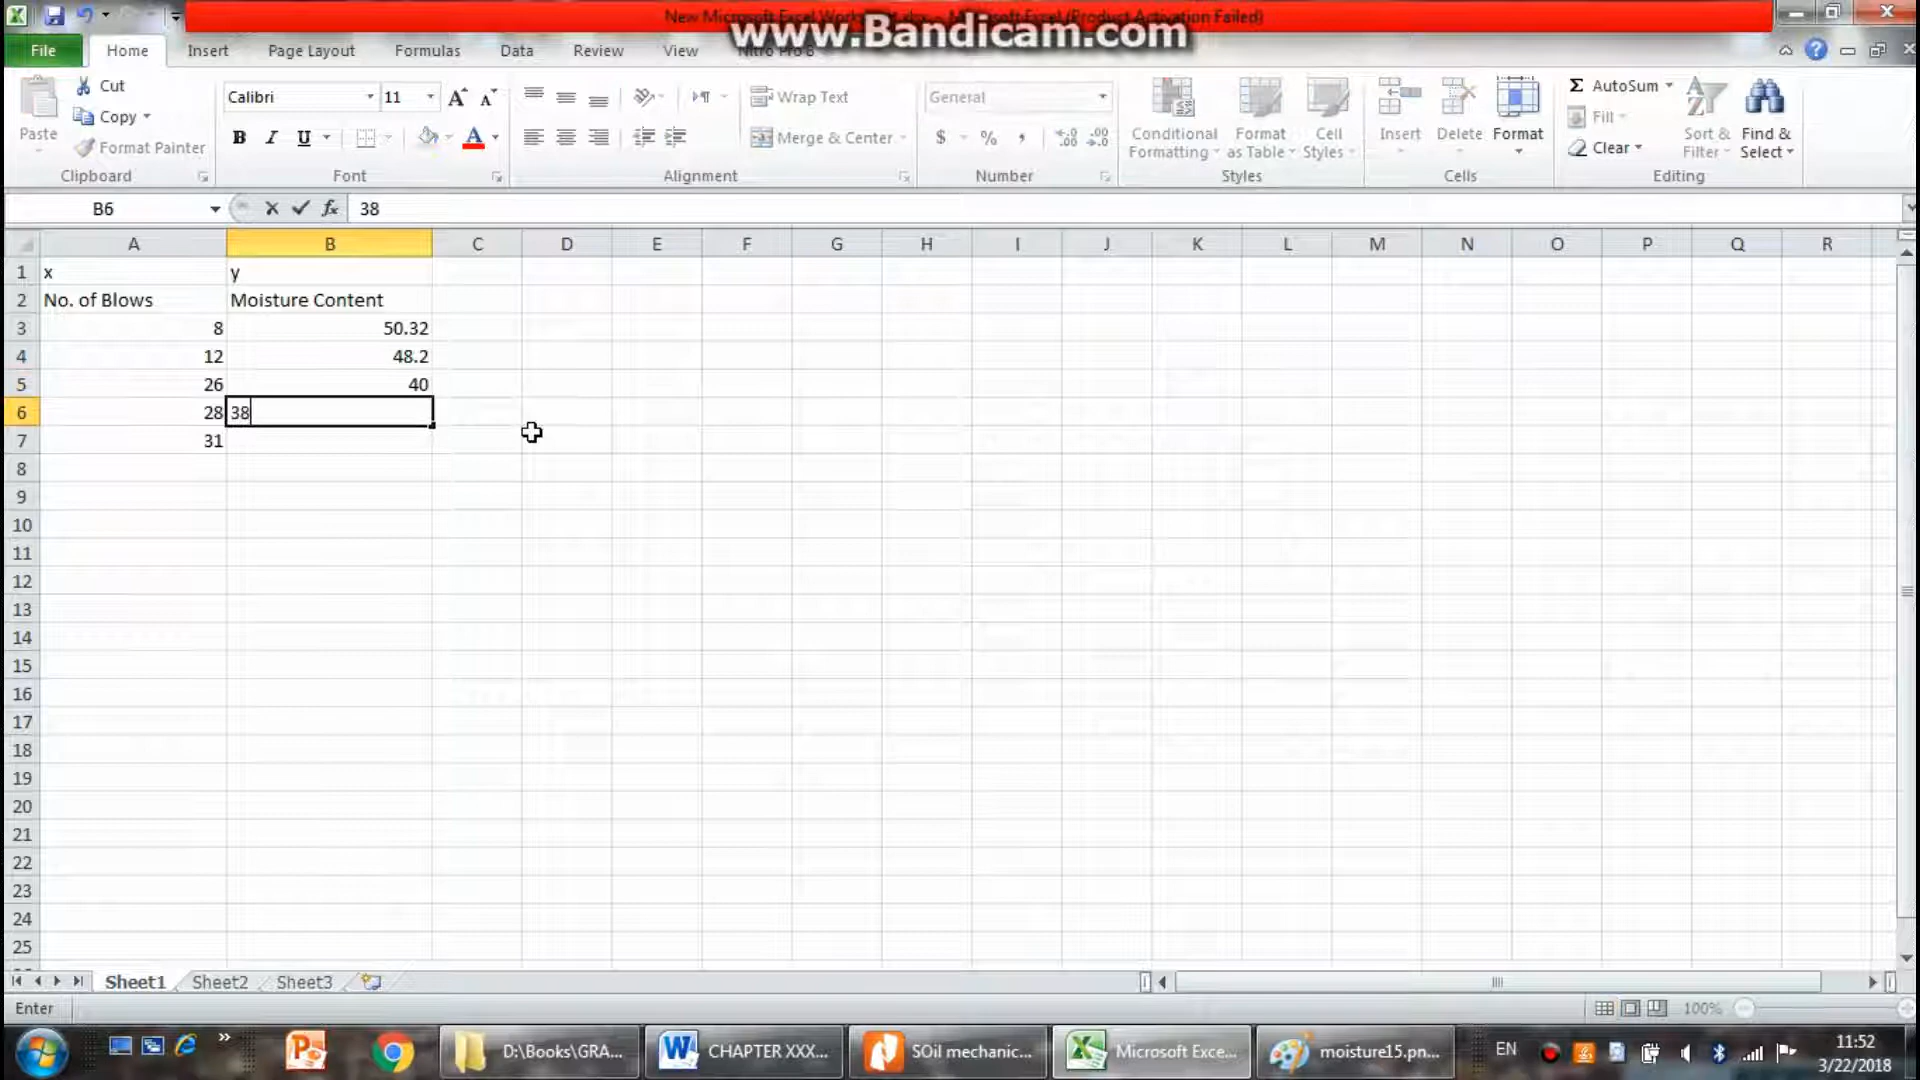 New Microsoft Excel Works
Microsoft Excel (Product Activation Failed)
www.Bandicam.com
File Home Insert Page Layout Formulas Data Review View Nitro Pro 8
Paste
Cut
Copy
Format Painter
Clipboard
Calibri 11
B I U A
Font
Wrap Text
Merge & Center
Alignment
General
$ % ,
Number
Conditional Formatting
Format as Table
Cell Styles
Styles
Insert Delete Format
Cells
AutoSum
Fill
Clear
Sort & Filter
Find & Select
Editing
B6 fx 38
A B C D E F G H I J K L M N O P Q R
1 x y
2 No. of Blows Moisture Content
3 8 50.32
4 12 48.2
5 26 40
6 28 38
7 31
8
9
10
11
12
13
14
15
16
17
18
19
20
21
22
23
24
25
Sheet1 Sheet2 Sheet3
Enter 100%
D:\Books\GRA... CHAPTER XXX... SOil mechanic... Microsoft Exce... moisture15.pn... EN 11:52
3/22/2018